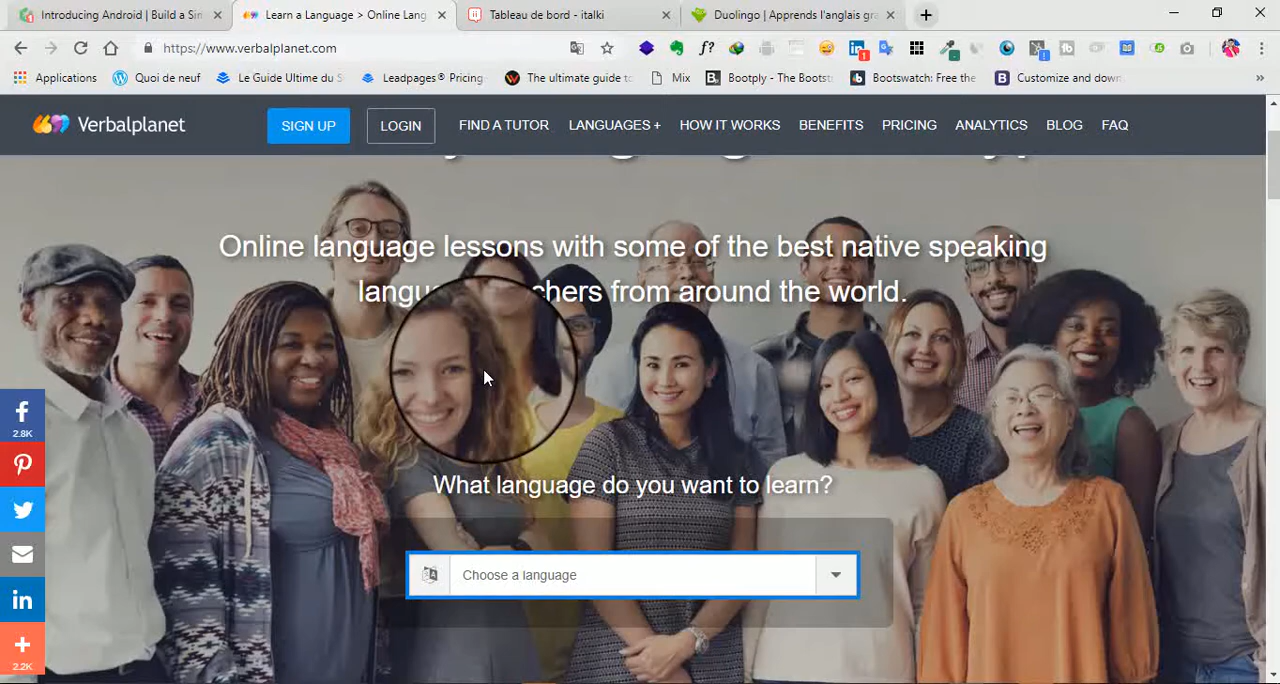 Introducing Android | Build a Sin
Learn a Language > Online Lang
Tableau de bord - italki
Duolingo | Apprends l'anglais gra
https://www.verbalplanet.com
Applications
Quoi de neuf
Le Guide Ultime du S
Leadpages® Pricing
The ultimate guide to
Mix
Bootply - The Boots
Bootswatch: Free the
Customize and down
»
Verbalplanet
SIGN UP
LOGIN
FIND A TUTOR
LANGUAGES +
HOW IT WORKS
BENEFITS
PRICING
ANALYTICS
BLOG
FAQ
Online language lessons with some of the best native speaking
langu chers from around the world.
2.8K
What language do you want to learn?
Choose a language
2.2K